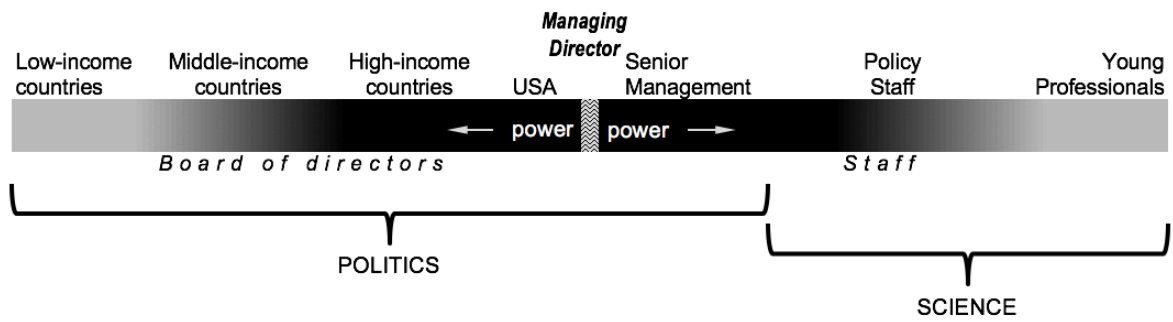 Managing
Director
Low-income
countries
Middle-income
countries
High-income
countries
USA
Senior
Management
Policy
Staff
Young
Professionals
power
power
Board of directors
Staff
POLITICS
SCIENCE